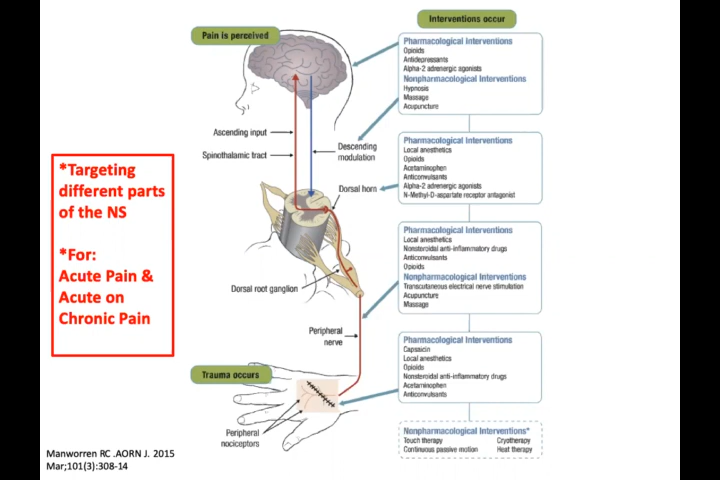 Interventions occur
Pain is perceived
Pharmacological Interventions
Opioids
Antidepressants
Alpha-2 adrenergic agonists
Nonpharmacological Interventions
Hypnosis
Massage
Acupuncture
Ascending input
Spinothalamic tract
Descending
modulation
Dorsal horn
Pharmacological Interventions
Local anesthetics
Opioids
Acetaminophen
Anticonvulsants
Alpha-2 adrenergic agonists
N-Methyl-D-aspartate receptor antagonist
*Targeting
different parts
of the NS
*For:
Acute Pain &
Acute on
Chronic Pain
Pharmacological Interventions
Local anesthetics
Nonsteroidal anti-inflammatory drugs
Anticonvulsants
Opioids
Nonpharmacological Interventions
Transcutaneous electrical nerve stimulation
Acupuncture
Massage
Dorsal root ganglion
Peripheral
nerve
Pharmacological Interventions
Capsaicin
Local anesthetics
Opioids
Nonsteroidal anti-inflammatory drugs
Acetaminophen
Anticonvulsants
Trauma occurs
Peripheral
nociceptors
Nonpharmacological Interventions*
Touch therapy Cryotherapy
Continuous passive motion Heat therapy
Manworren RC .AORN J. 2015
Mar;101(3):308-14